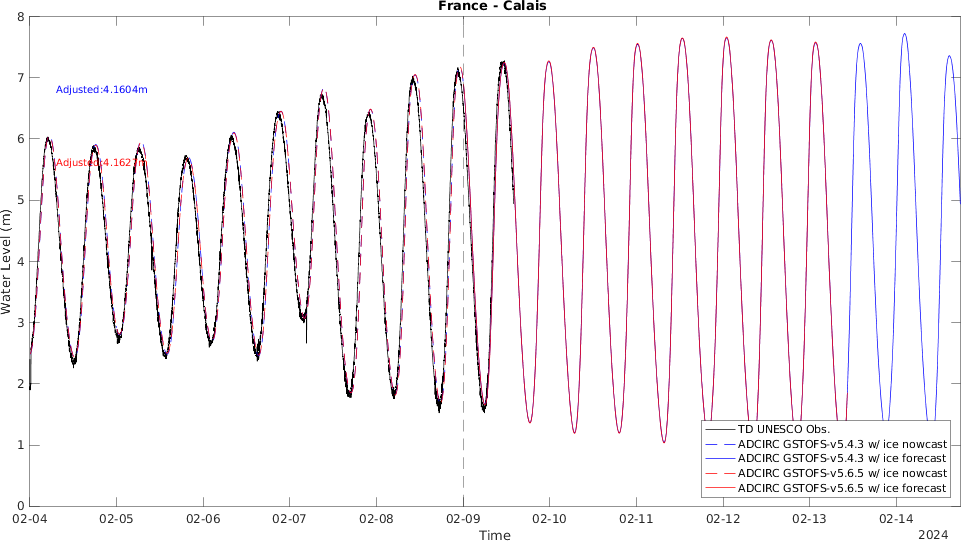 France - Calais
8
7
6
5
4
3
2
1
0
Water Level (m)
Adjusted:4.1604m
Adjusted:4.1627m
TD UNESCO Obs.
ADCIRC GSTOFS-v5.4.3 w/ ice nowcast
ADCIRC GSTOFS-v5.4.3 w/ ice forecast
ADCIRC GSTOFS-v5.6.5 w/ ice nowcast
ADCIRC GSTOFS-v5.6.5 w/ ice forecast
02-04 02-05 02-06 02-07 02-08 02-09 02-10 02-11 02-12 02-13 02-14
Time
2024